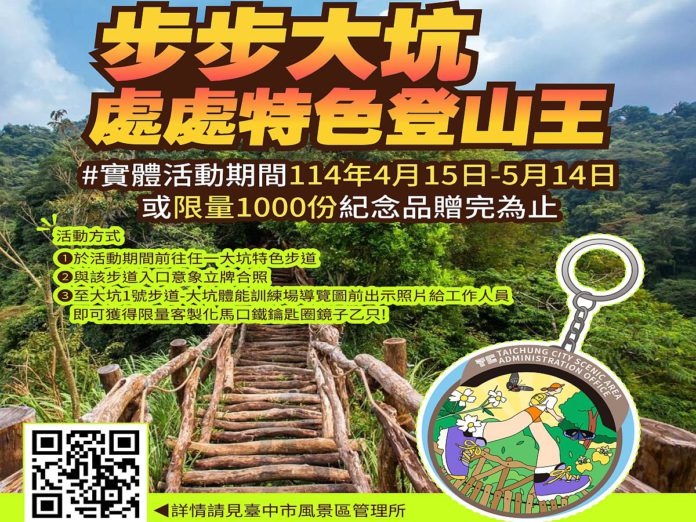 步步大坑
處處特色登山王
#實體活動期間114年4月15日-5月14日
或限量1000份紀念品贈完為止
活動方式
❶於活動期間前往任一大坑特色步道
❷與該步道入口意象立牌合照
❸至大坑1號步道-大坑體能訓練場導覽圖前出示照片給工作人員
即可獲得限量客製化馬口鐵鑰匙圈鏡子乙只!
TC TAICHUNG CITY SCENIC AREA
ADMINISTRATION OFFICE
◀詳情請見臺中市風景區管理所